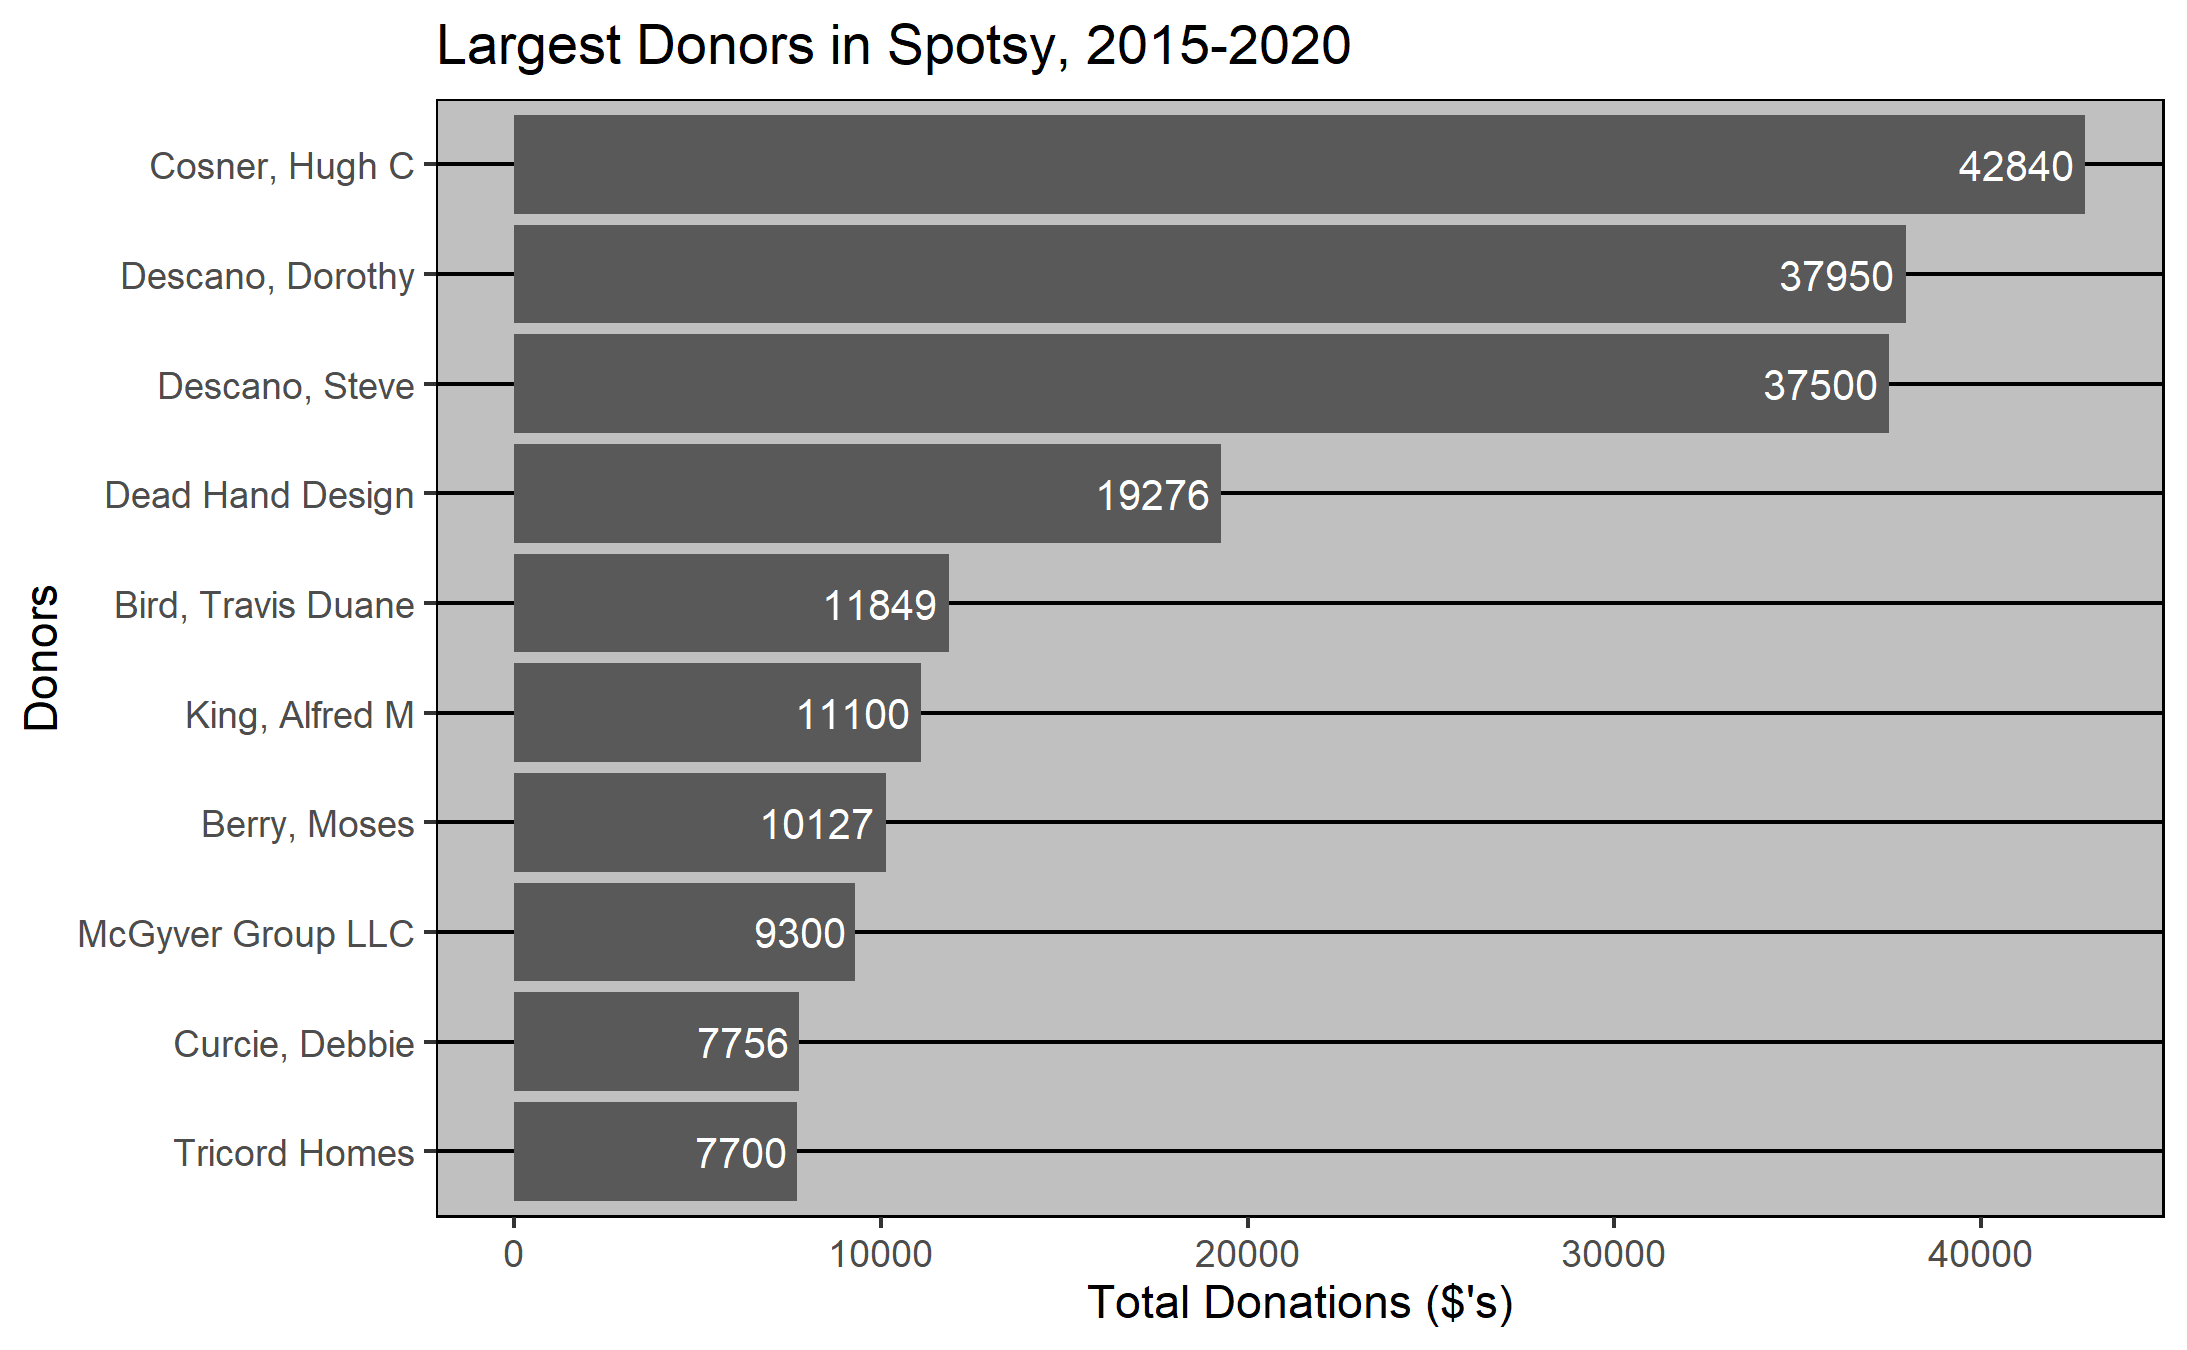 Largest Donors in Spotsy, 2015-2020
Donors
Cosner, Hugh C 42840
Descano, Dorothy 37950
Descano, Steve 37500
Dead Hand Design 19276
Bird, Travis Duane 11849
King, Alfred M 11100
Berry, Moses 10127
McGyver Group LLC 9300
Curcie, Debbie 7756
Tricord Homes 7700
0 10000 20000 30000 40000
Total Donations ($'s)